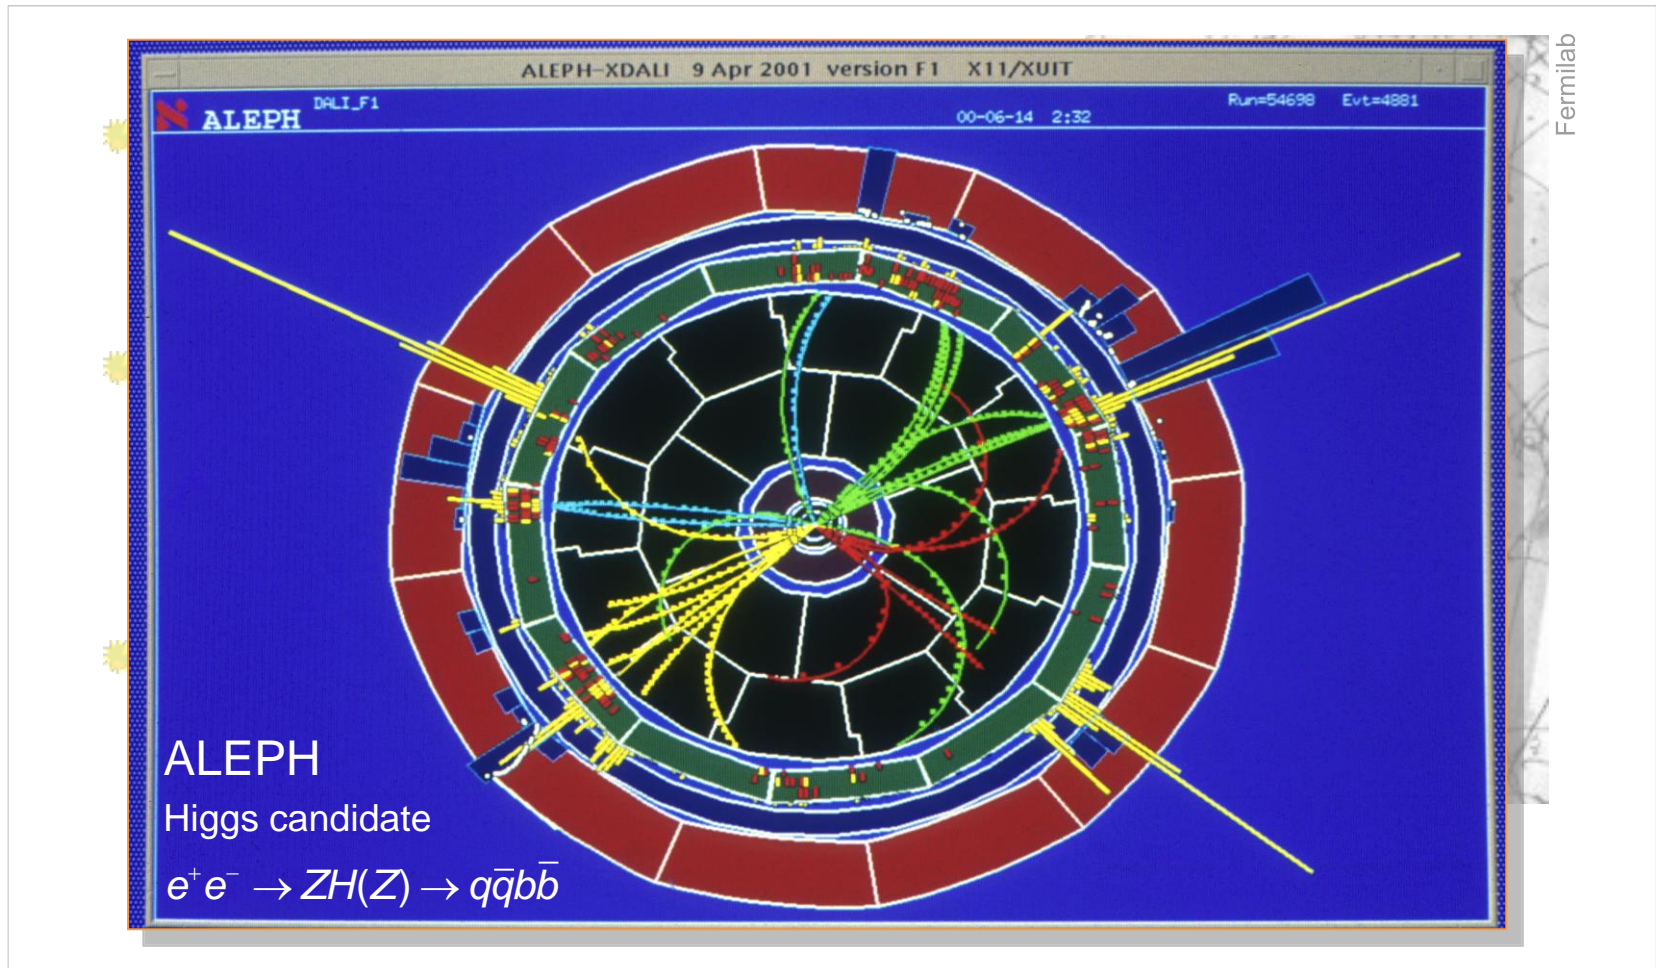 Fermilab
ALEPH-XDALI 9 Apr 2001 version F1 X11/XUIT
ALEPH DALI_F1
Run=54698 Evt=4881
00-06-14 2:32
ALEPH
Higgs candidate
e⁺e⁻ → ZH(Z) → qq̅bb̅